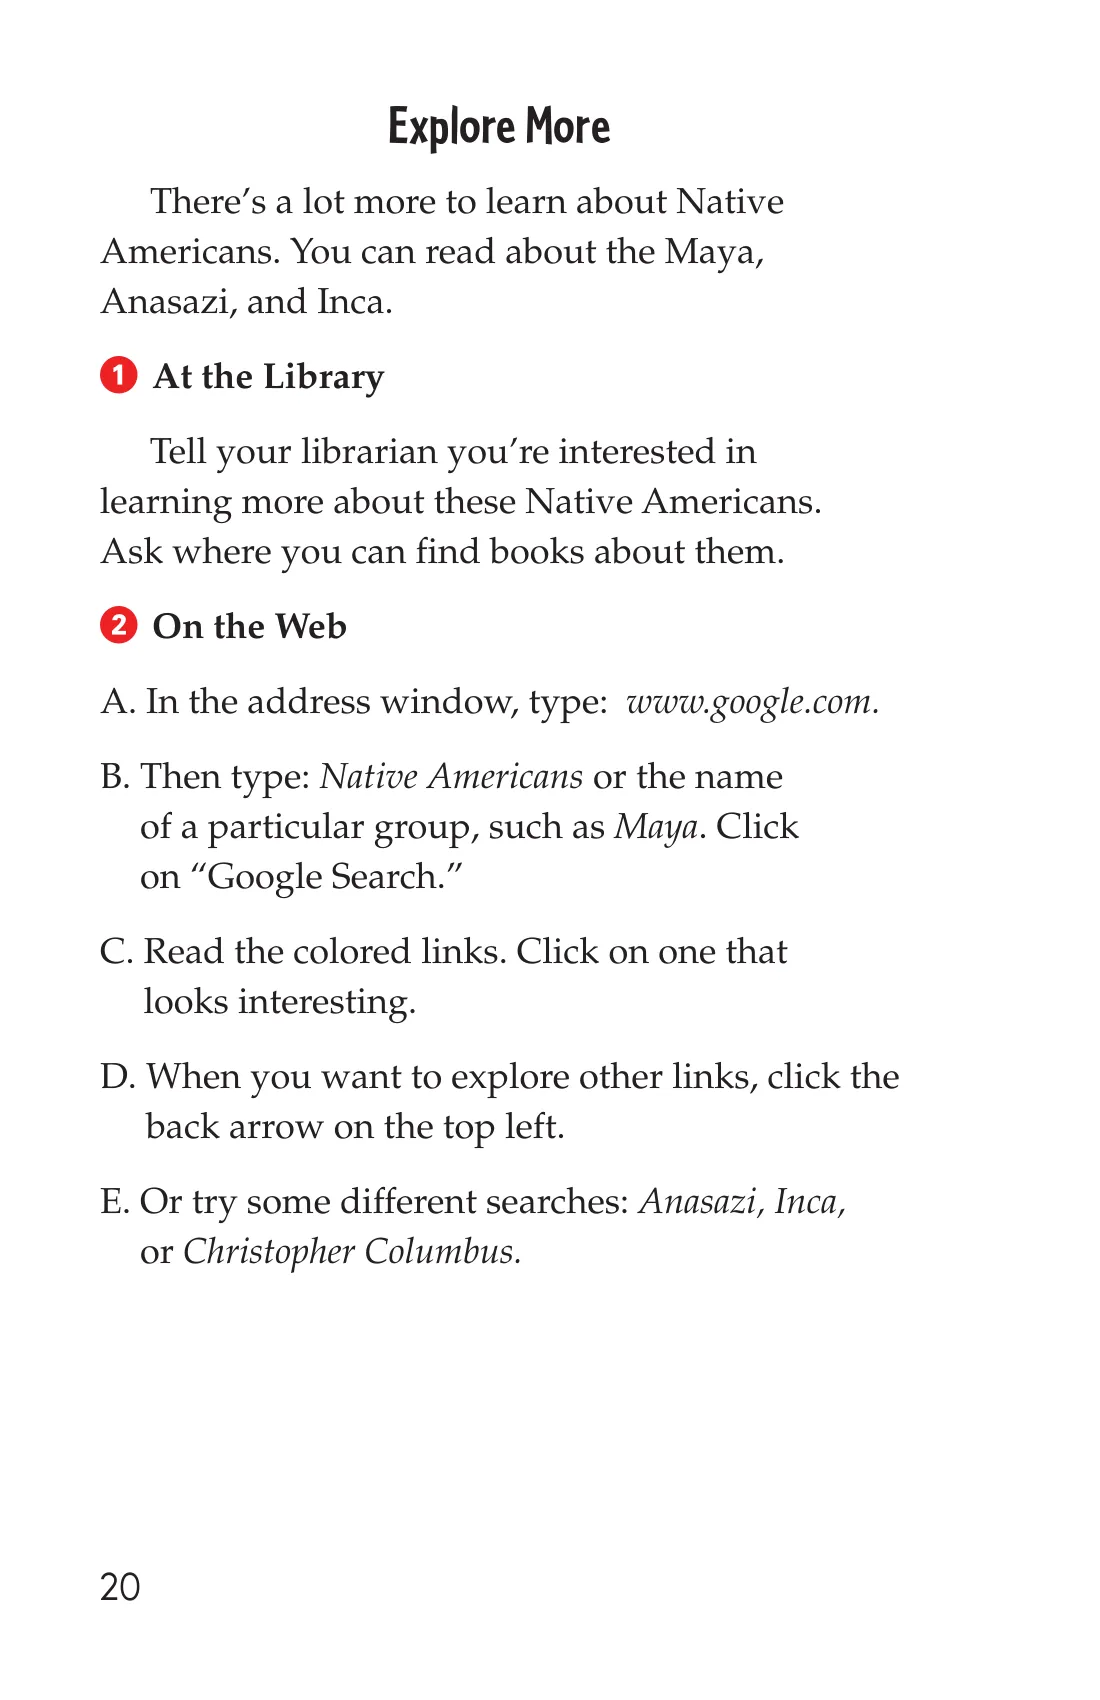 Explore More
There’s a lot more to learn about Native
Americans. You can read about the Maya,
Anasazi, and Inca.
1 At the Library
Tell your librarian you’re interested in
learning more about these Native Americans.
Ask where you can find books about them.
2 On the Web
A. In the address window, type: www.google.com.
B. Then type: Native Americans or the name
of a particular group, such as Maya. Click
on “Google Search.”
C. Read the colored links. Click on one that
looks interesting.
D. When you want to explore other links, click the
back arrow on the top left.
E. Or try some different searches: Anasazi, Inca,
or Christopher Columbus.
20